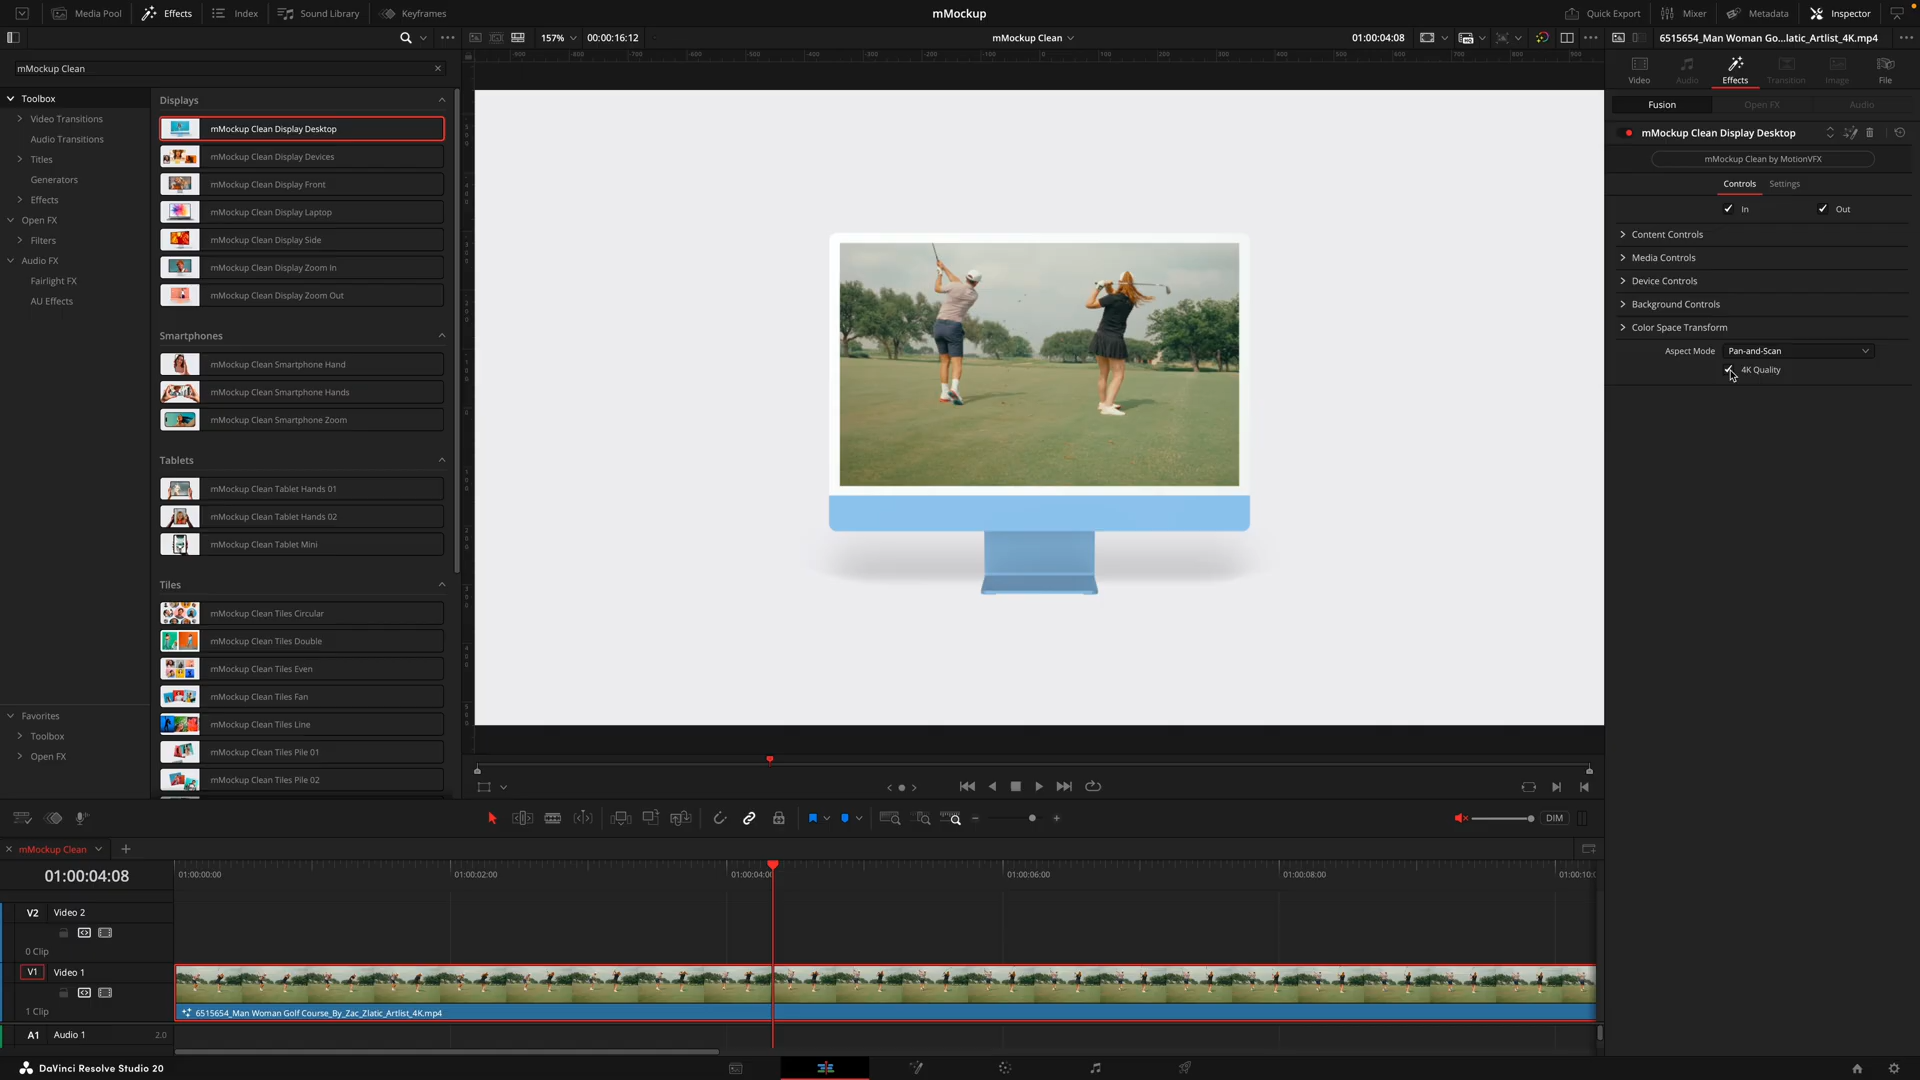 Media Pool Effects Index Sound Library Keyframes
mMockup
Quick Export Mixer Metadata Inspector
157% 00:00:16:12
mMockup Clean
01:00:04:08
6515654_Man Woman Go...latic_Artlist_4K.mp4
mMockup Clean
Toolbox
Video Transitions
Audio Transitions
Titles
Generators
Effects
Open FX
Filters
Audio FX
Fairlight FX
AU Effects
Favorites
Toolbox
Open FX
Displays
mMockup Clean Display Desktop
mMockup Clean Display Devices
mMockup Clean Display Front
mMockup Clean Display Laptop
mMockup Clean Display Side
mMockup Clean Display Zoom In
mMockup Clean Display Zoom Out
Smartphones
mMockup Clean Smartphone Hand
mMockup Clean Smartphone Hands
mMockup Clean Smartphone Zoom
Tablets
mMockup Clean Tablet Hands 01
mMockup Clean Tablet Hands 02
mMockup Clean Tablet Mini
Tiles
mMockup Clean Tiles Circular
mMockup Clean Tiles Double
mMockup Clean Tiles Even
mMockup Clean Tiles Fan
mMockup Clean Tiles Line
mMockup Clean Tiles Pile 01
mMockup Clean Tiles Pile 02
Video Audio Effects Transition Image File
Fusion Open FX Audio
mMockup Clean Display Desktop
mMockup Clean by MotionVFX
Controls Settings
In Out
Content Controls
Media Controls
Device Controls
Background Controls
Color Space Transform
Aspect Mode Pan-and-Scan
4K Quality
DIM
mMockup Clean
01:00:04:08
01:00:00:00 01:00:02:00 01:00:04:0 01:00:06:00 01:00:08:00 01:00:10:
V2 Video 2
0 Clip
V1 Video 1
1 Clip
6515654_Man Woman Golf Course_By_Zac_Zlatic_Artlist_4K.mp4
A1 Audio 1 2.0
DaVinci Resolve Studio 20